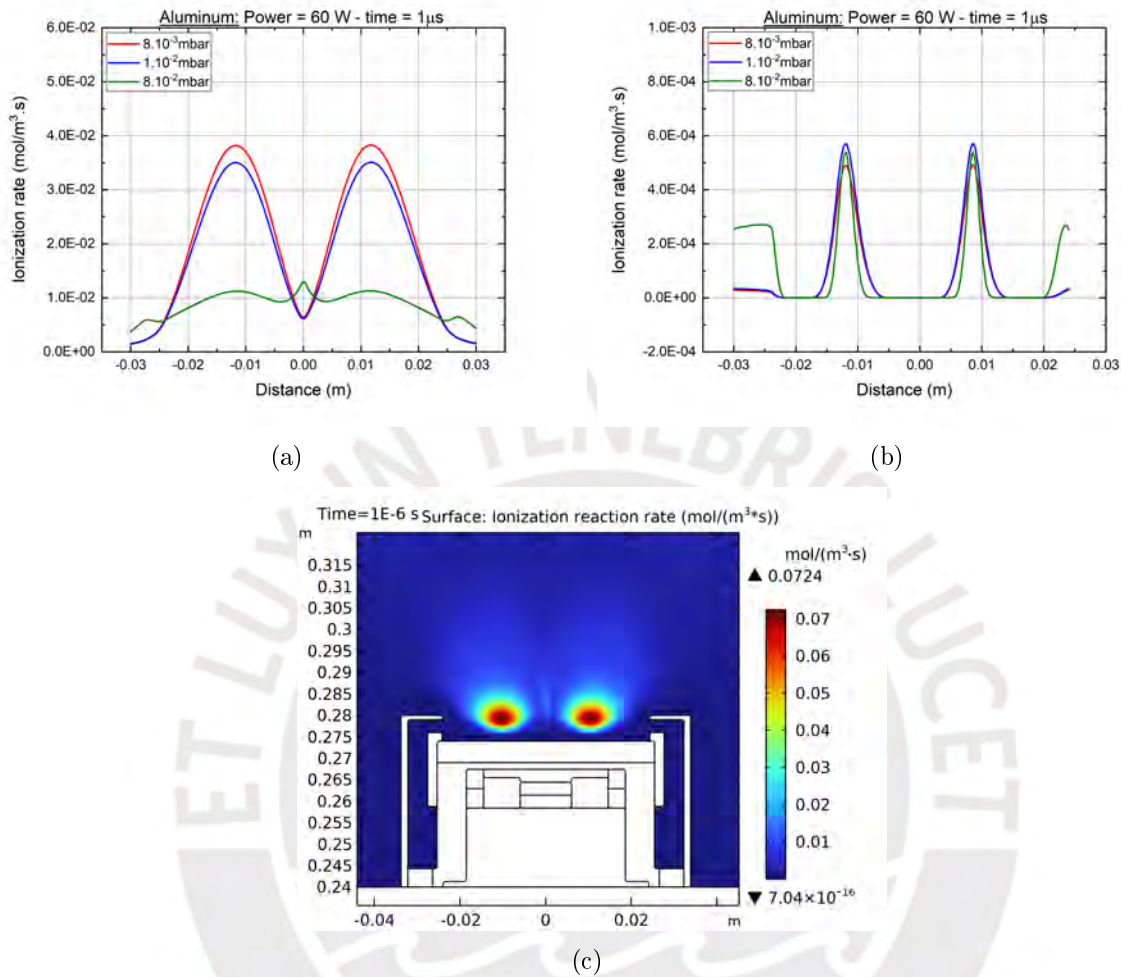 Aluminum: Power = 60 W - time = 1μs
8.10⁻³mbar
1.10⁻²mbar
8.10⁻²mbar
6.0E-02
5.0E-02
4.0E-02
3.0E-02
2.0E-02
1.0E-02
0.0E+00
Ionization rate (mol/m³.s)
-0.03 -0.02 -0.01 0.00 0.01 0.02 0.03
Distance (m)
(a)
Aluminum: Power = 60 W - time = 1μs
8.10⁻³mbar
1.10⁻²mbar
8.10⁻²mbar
1.0E-03
8.0E-04
6.0E-04
4.0E-04
2.0E-04
0.0E+00
-2.0E-04
Ionization rate (mol/m³.s)
-0.03 -0.02 -0.01 0.00 0.01 0.02 0.03
Distance (m)
(b)
Time=1E-6 s Surface: Ionization reaction rate (mol/(m³*s))
m
0.315
0.31
0.305
0.3
0.295
0.29
0.285
0.28
0.275
0.27
0.265
0.26
0.255
0.25
0.245
0.24
-0.04 -0.02 0 0.02 m
mol/(m³·s)
▲ 0.0724
0.07
0.06
0.05
0.04
0.03
0.02
0.01
▼ 7.04×10⁻¹⁶
(c)
ET LUX IN TENEBRIS LUCET